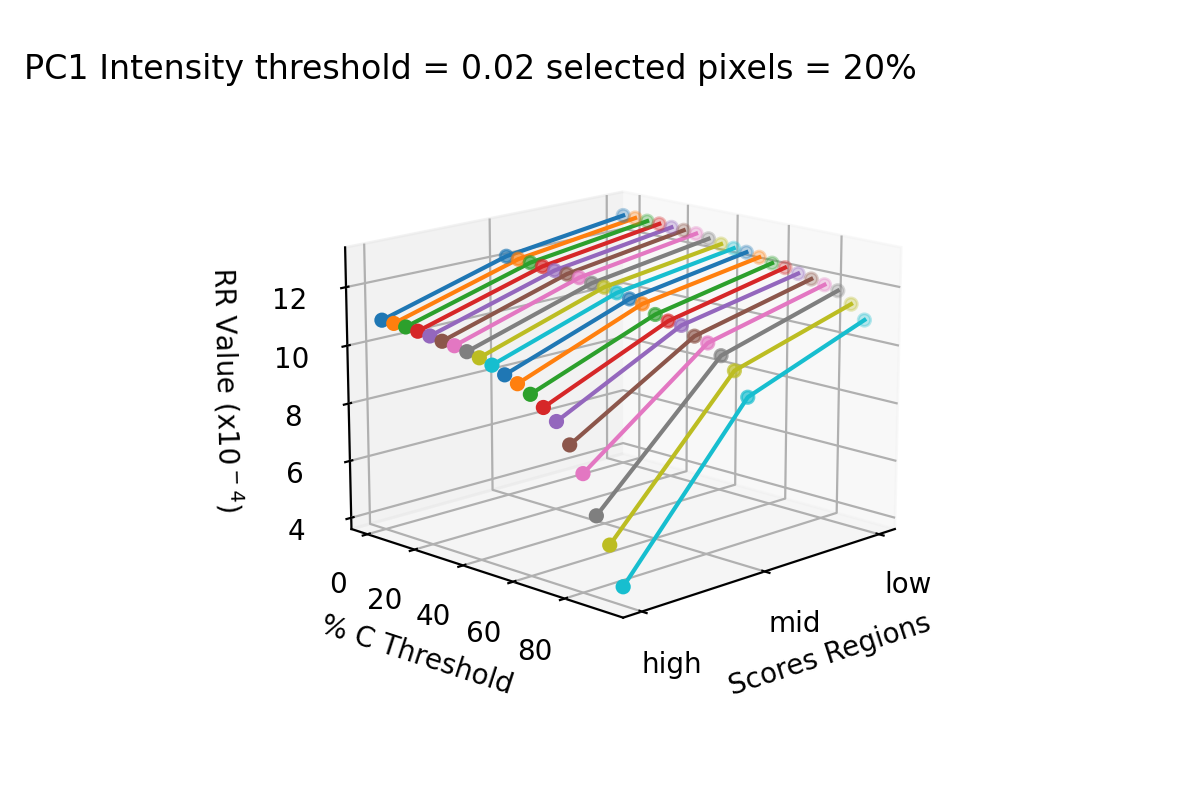 PC1 Intensity threshold = 0.02 selected pixels = 20%
RR Value (x10⁻⁴)
12
10
8
6
4
0
20
40
60
80
% C Threshold
high
mid
low
Scores Regions